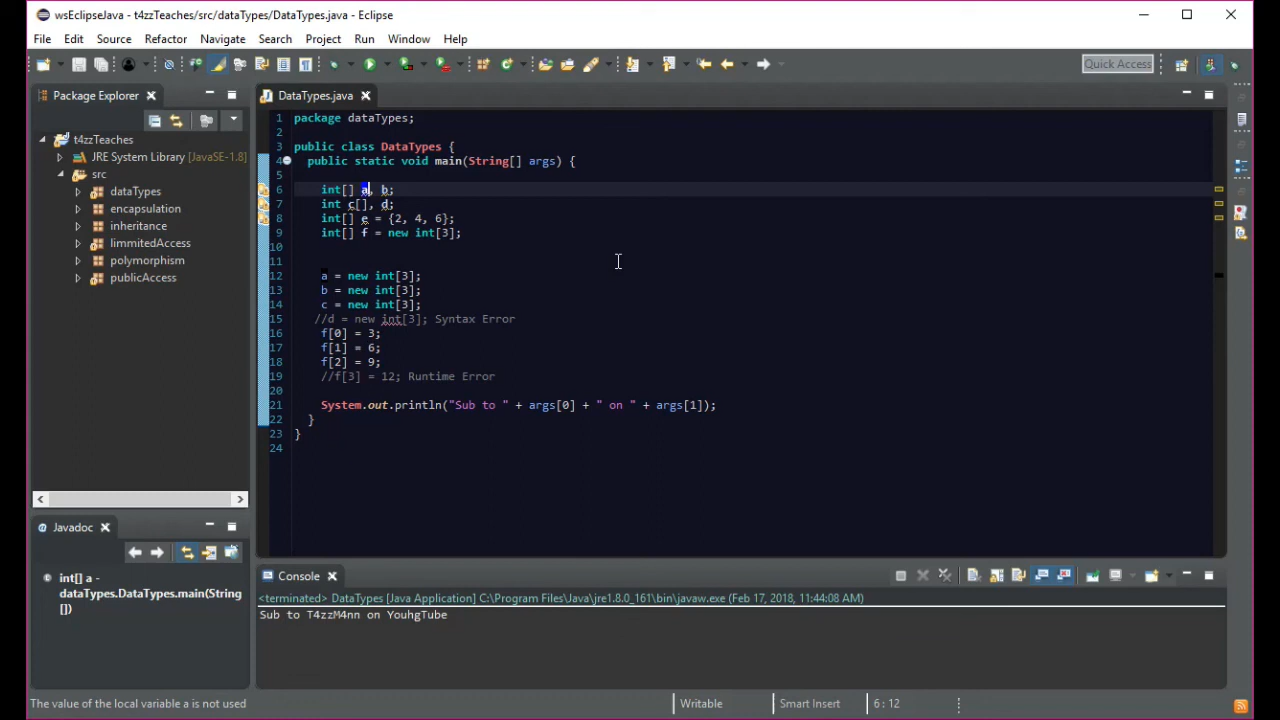 wsEclipseJava - t4zzTeaches/src/dataTypes/DataTypes.java - Eclipse
File Edit Source Refactor Navigate Search Project Run Window Help
Quick Access
Package Explorer
t4zzTeaches
JRE System Library [JavaSE-1.8]
src
dataTypes
encapsulation
inheritance
limmitedAccess
polymorphism
publicAccess
DataTypes.java
1 package dataTypes;
2
3 public class DataTypes {
4 public static void main(String[] args) {
5
6 int[] a, b;
7 int c[], d;
8 int[] e = {2, 4, 6};
9 int[] f = new int[3];
10
11
12 a = new int[3];
13 b = new int[3];
14 c = new int[3];
15 //d = new int[3]; Syntax Error
16 f[0] = 3;
17 f[1] = 6;
18 f[2] = 9;
19 //f[3] = 12; Runtime Error
20
21 System.out.println("Sub to " + args[0] + " on " + args[1]);
22 }
23 }
24
Javadoc
int[] a -
dataTypes.DataTypes.main(String
[])
Console
<terminated> DataTypes [Java Application] C:\Program Files\Java\jre1.8.0_161\bin\javaw.exe (Feb 17, 2018, 11:44:08 AM)
Sub to T4zzM4nn on YouhgTube
The value of the local variable a is not used
Writable
Smart Insert
6 : 12